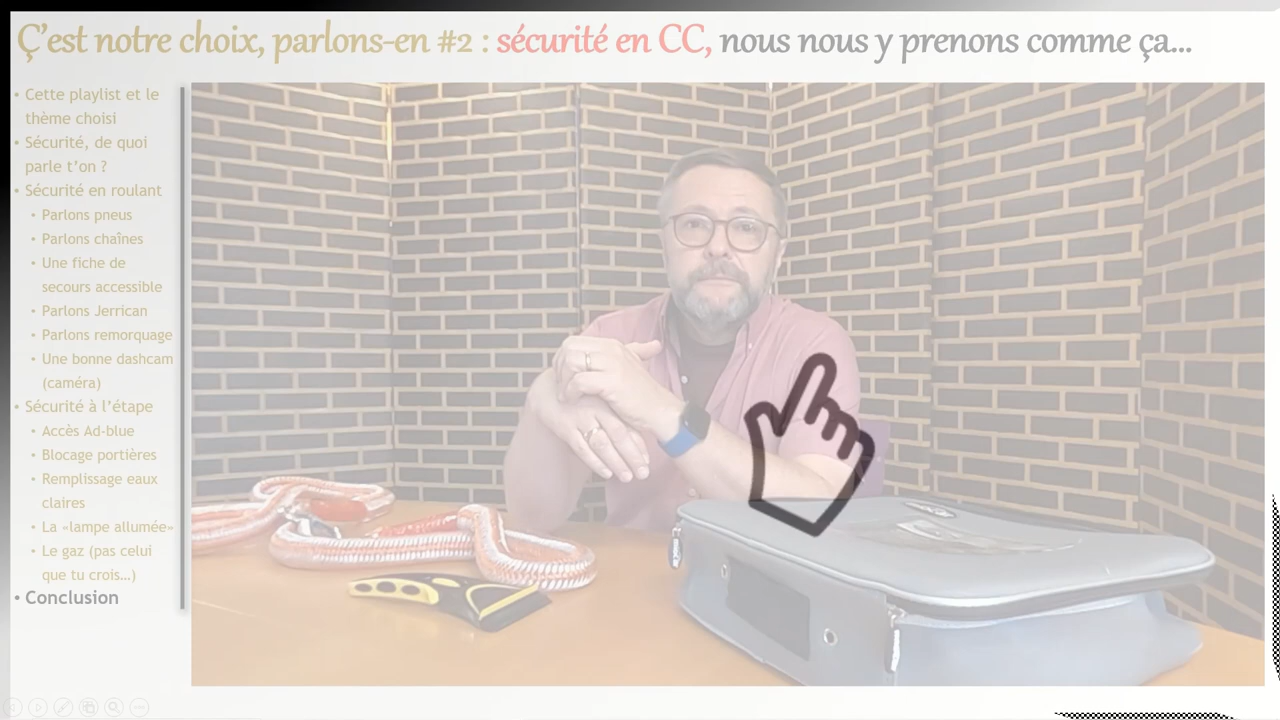 Ç'est notre choix, parlons-en #2 : sécurité en CC, nous nous y prenons comme ça...
• Cette playlist et le
thème choisi
• Sécurité, de quoi
parle t'on ?
• Sécurité en roulant
• Parlons pneus
• Parlons chaînes
• Une fiche de
secours accessible
• Parlons Jerrican
• Parlons remorquage
• Une bonne dashcam
(caméra)
• Sécurité à l'étape
• Accès Ad-blue
• Blocage portières
• Remplissage eaux
claires
• La «lampe allumée»
• Le gaz (pas celui
que tu crois...)
• Conclusion